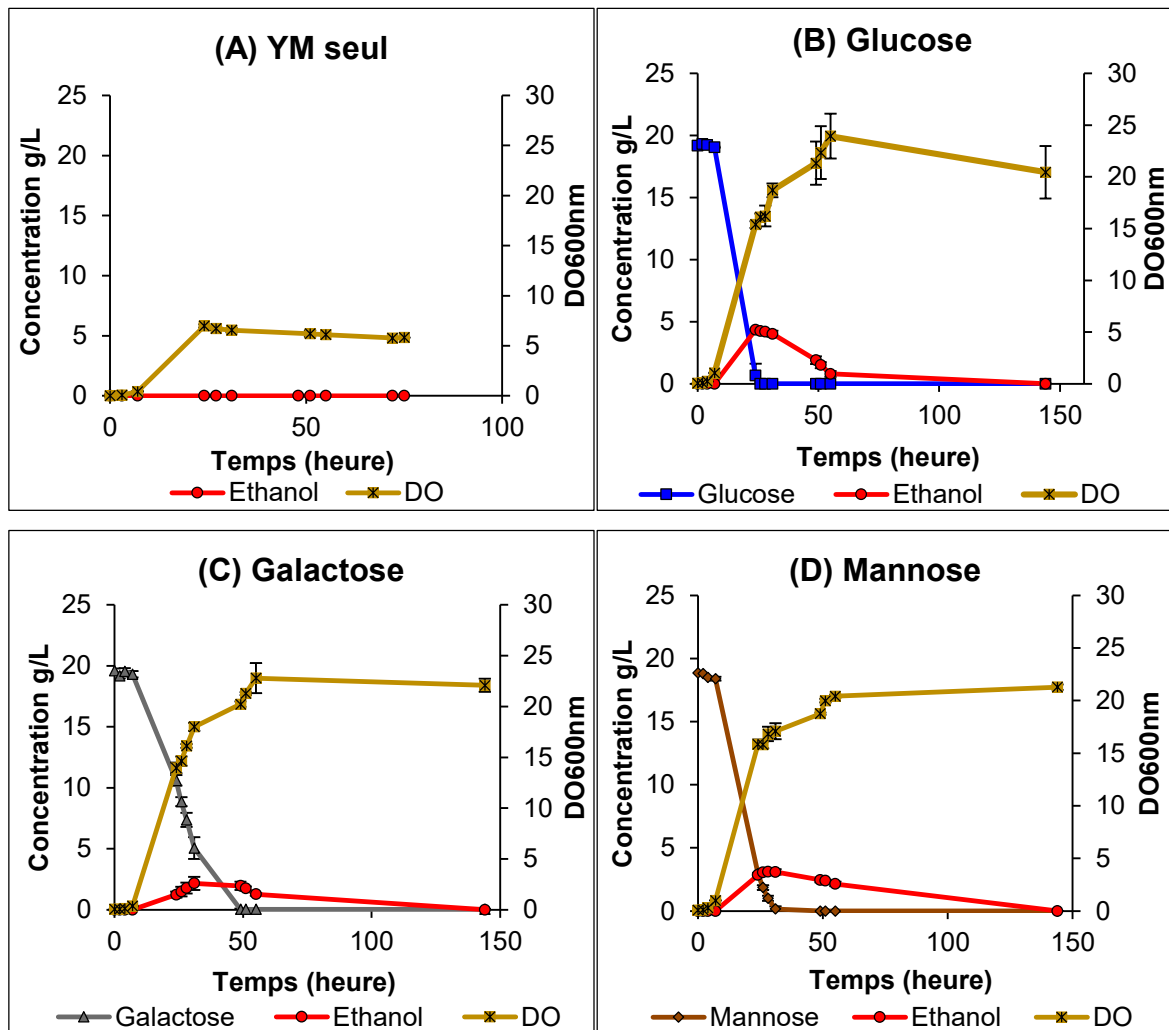 (A) YM seul
Concentration g/L
25
20
15
10
5
0
30
25
20
15
10
5
0
DO600nm
0 50 100
Temps (heure)
Ethanol DO
(B) Glucose
Concentration g/L
25
20
15
10
5
0
30
25
20
15
10
5
0
DO600nm
0 50 100 150
Temps (heure)
Glucose Ethanol DO
(C) Galactose
Concentration g/L
25
20
15
10
5
0
30
25
20
15
10
5
0
DO600nm
0 50 100 150
Temps (heure)
Galactose Ethanol DO
(D) Mannose
Concentration g/L
25
20
15
10
5
0
30
25
20
15
10
5
0
DO600nm
0 50 100 150
Temps (heure)
Mannose Ethanol DO